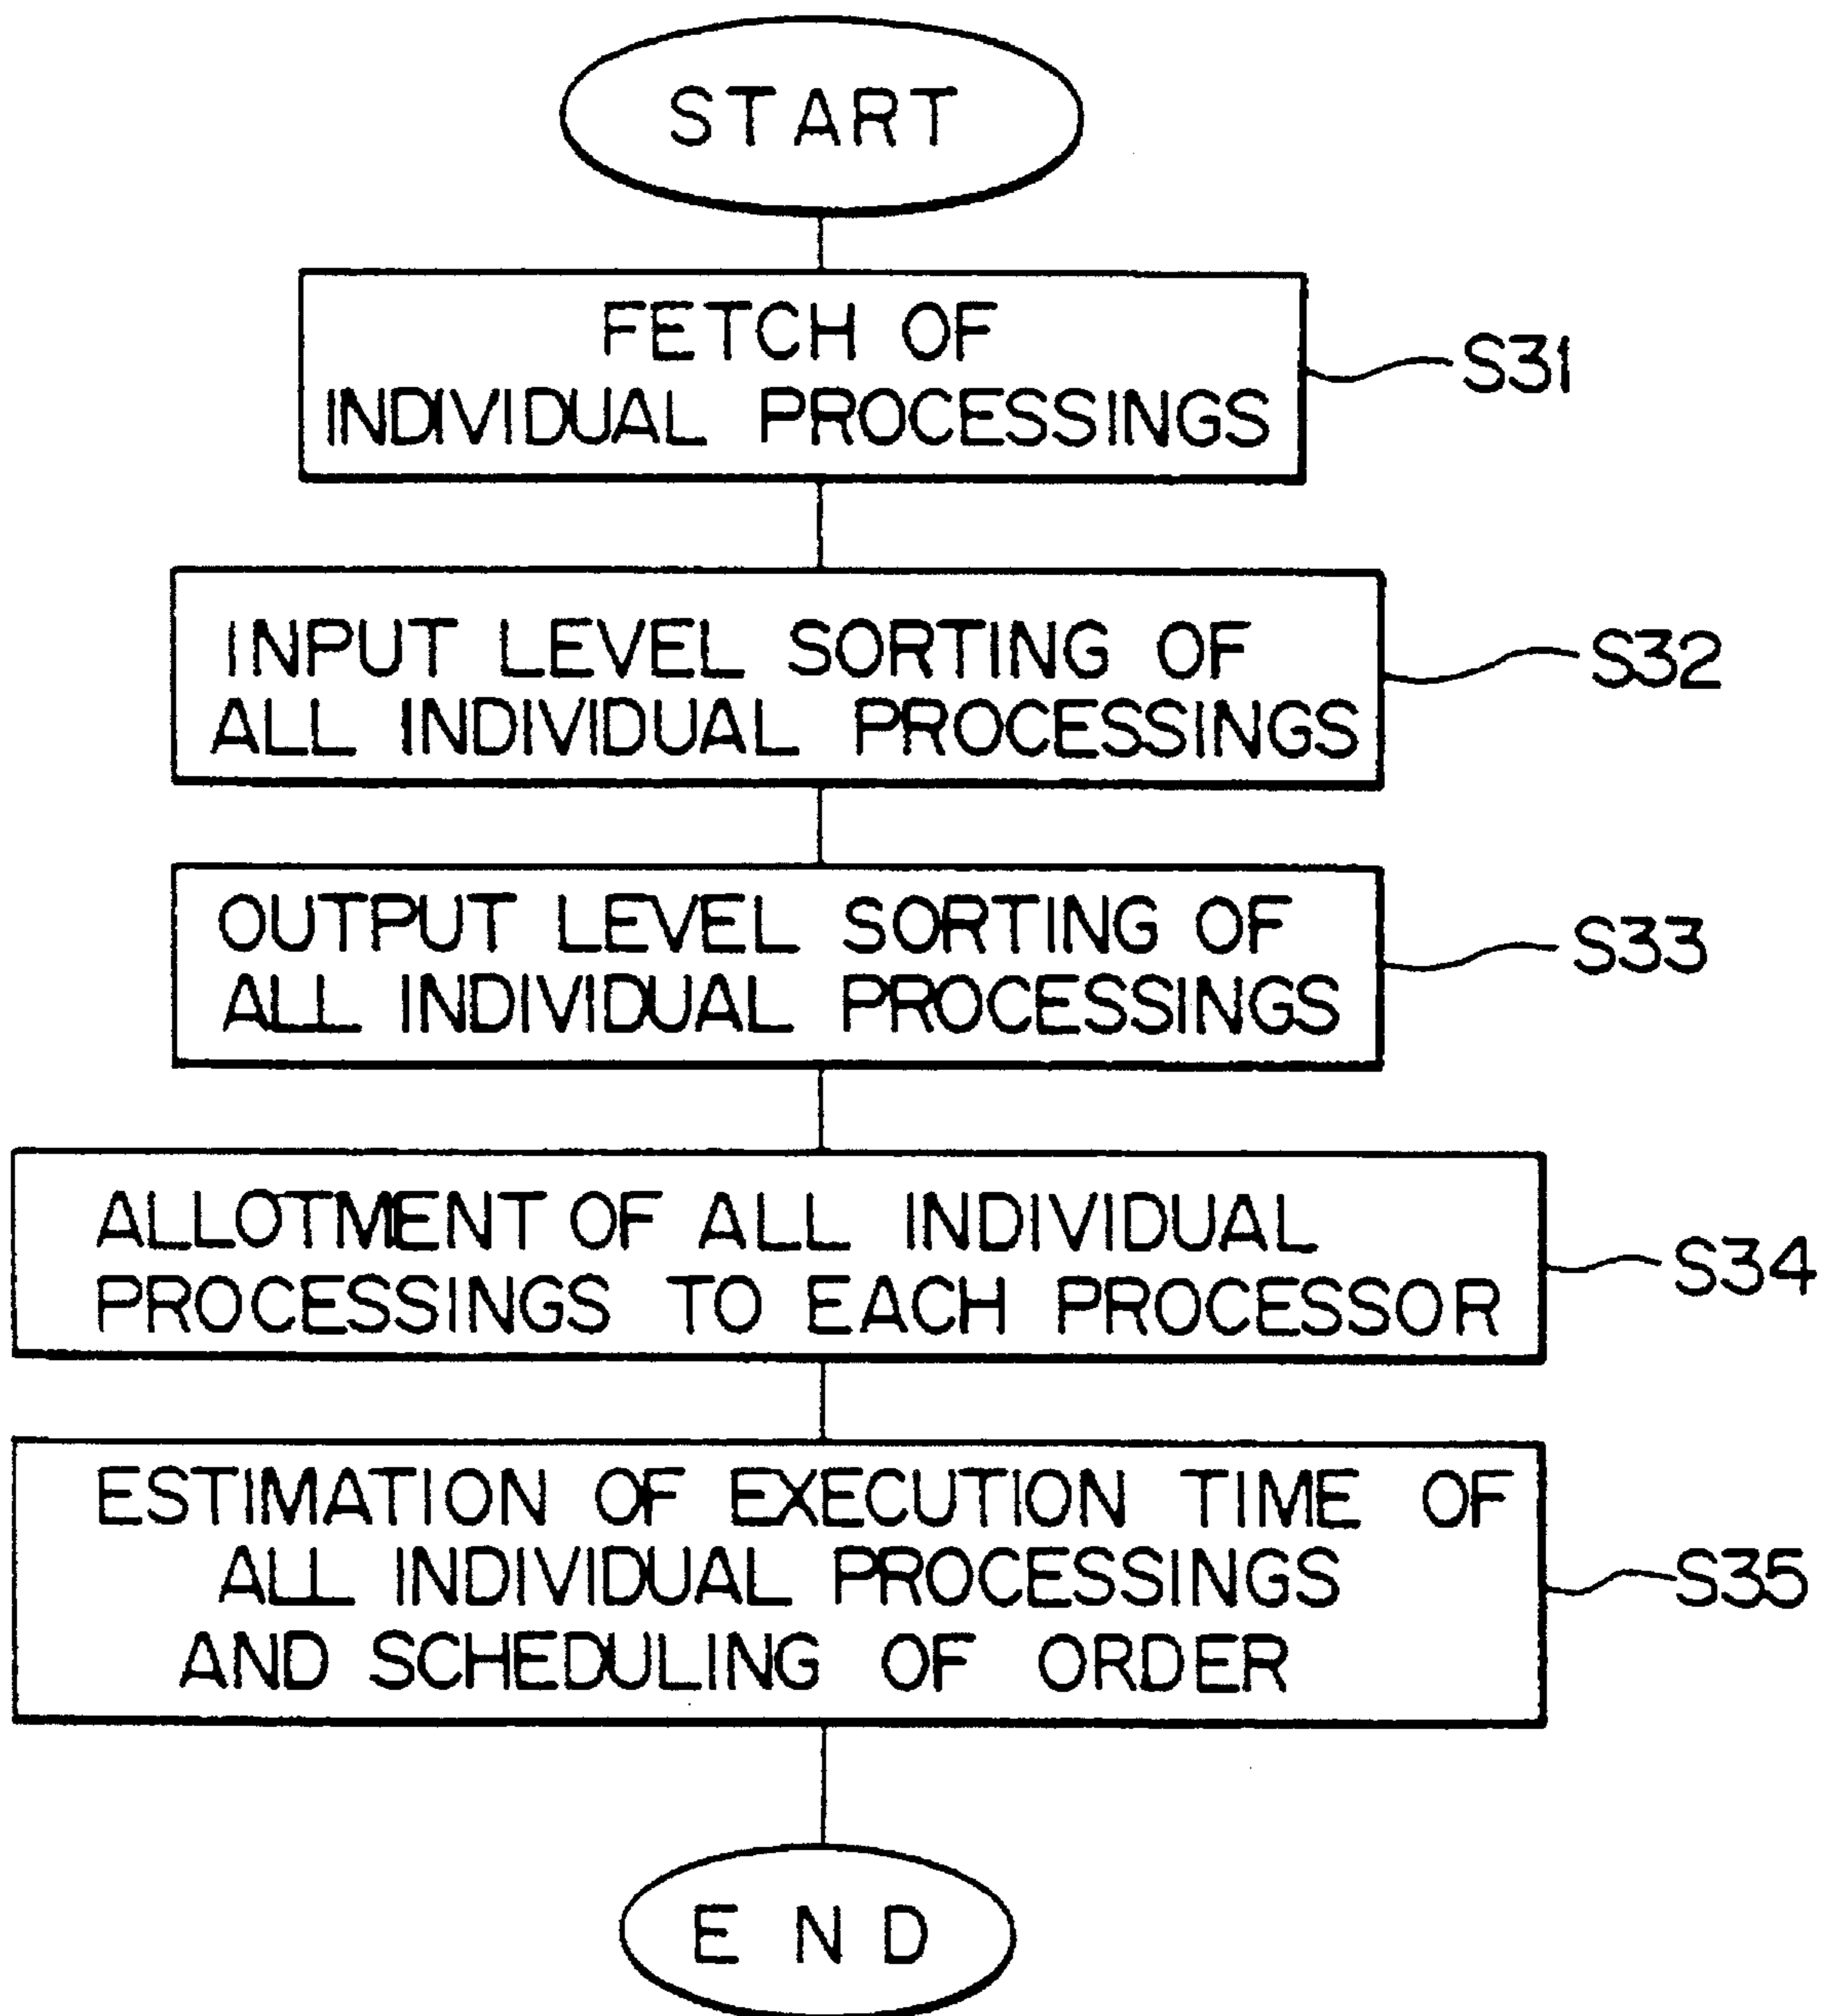 START
FETCH OF
INDIVIDUAL PROCESSINGS
S31
INPUT LEVEL SORTING OF
ALL INDIVIDUAL PROCESSINGS
S32
OUTPUT LEVEL SORTING OF
ALL INDIVIDUAL PROCESSINGS
S33
ALLOTMENT OF ALL INDIVIDUAL
PROCESSINGS TO EACH PROCESSOR
S34
ESTIMATION OF EXECUTION TIME OF
ALL INDIVIDUAL PROCESSINGS
AND SCHEDULING OF ORDER
S35
END